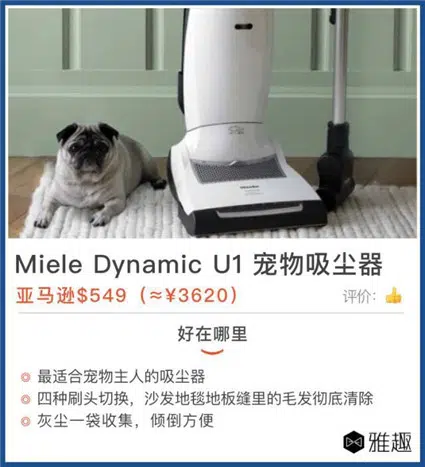 Miele Dynamic U1 宠物吸尘器
亚马逊$549（≈¥3620）
评价：👍
好在哪里
最适合宠物主人的吸尘器
四种刷头切换，沙发地毯地板缝里的毛发彻底清除
灰尘一袋收集，倾倒方便
雅趣